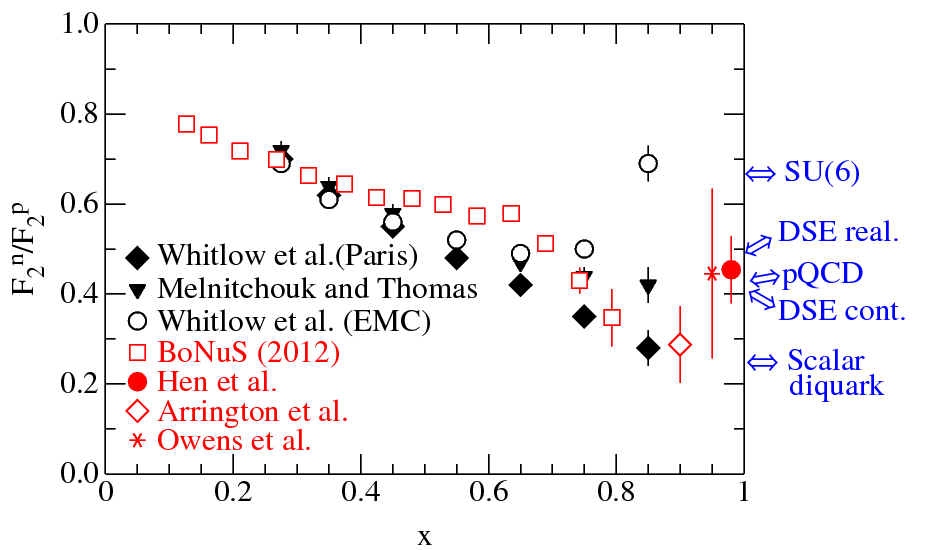 1.0
0.8
0.6
0.4
0.2
0.0
F2n/F2p
0
0.2
0.4
0.6
0.8
1
x
Whitlow et al.(Paris)
Melnitchouk and Thomas
Whitlow et al. (EMC)
BoNuS (2012)
Hen et al.
Arrington et al.
Owens et al.
SU(6)
DSE real.
pQCD
DSE cont.
Scalar
diquark